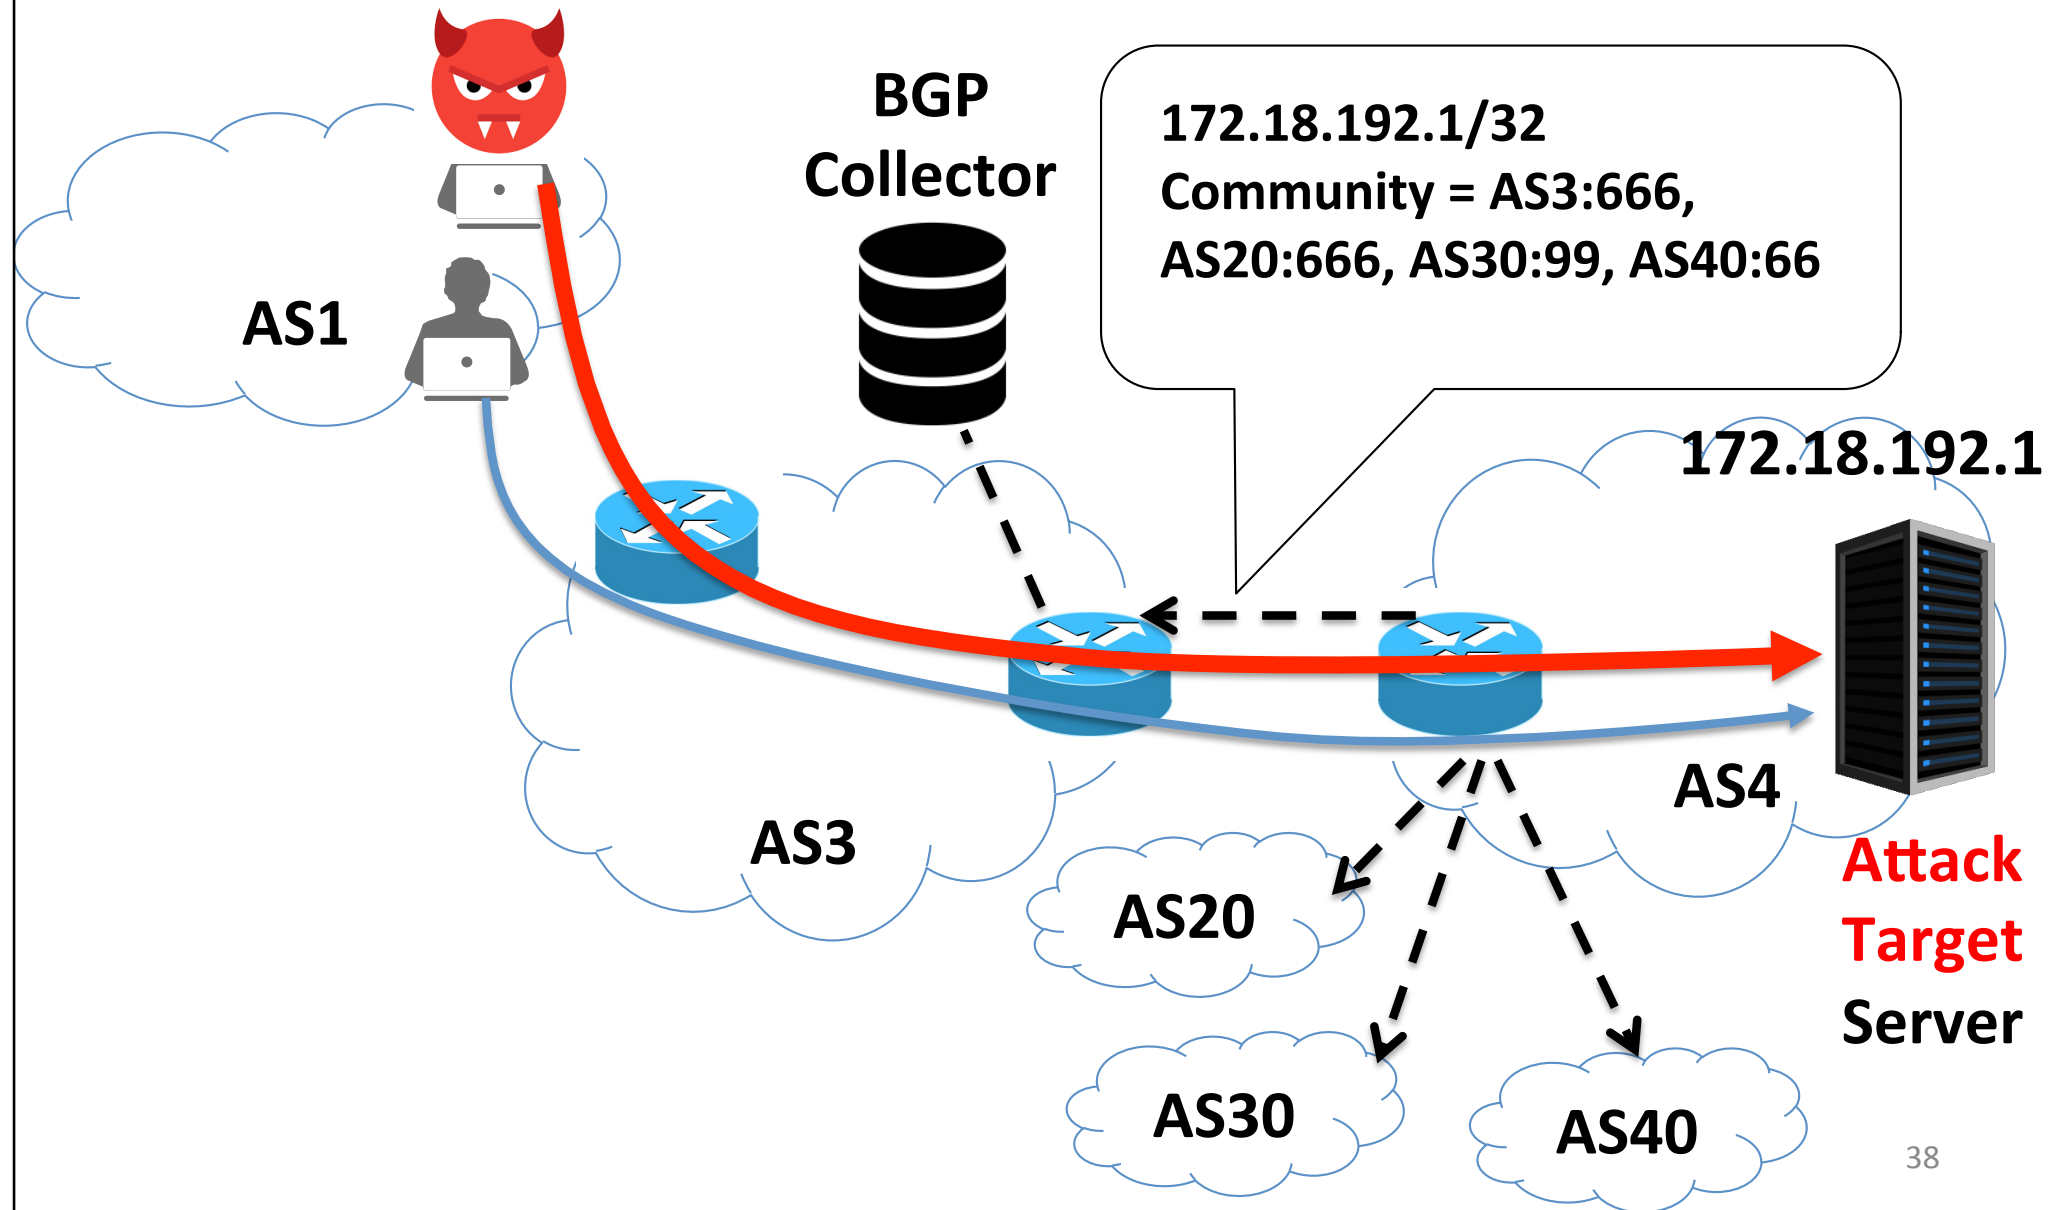 BGP
Collector
172.18.192.1/32
Community = AS3:666,
AS20:666, AS30:99, AS40:66
AS1
172.18.192.1
AS4
AS3
Attack
Target
Server
AS20
AS30
AS40
38